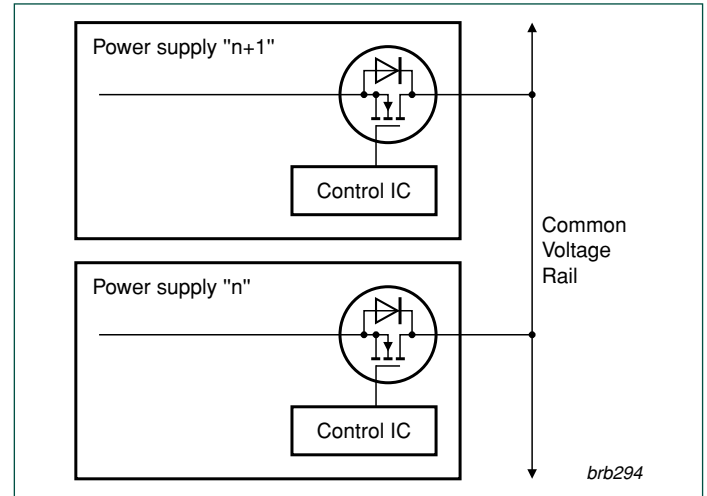 Power supply "n+1"
Control IC
Common
Voltage
Rail
Power supply "n"
Control IC
brb294